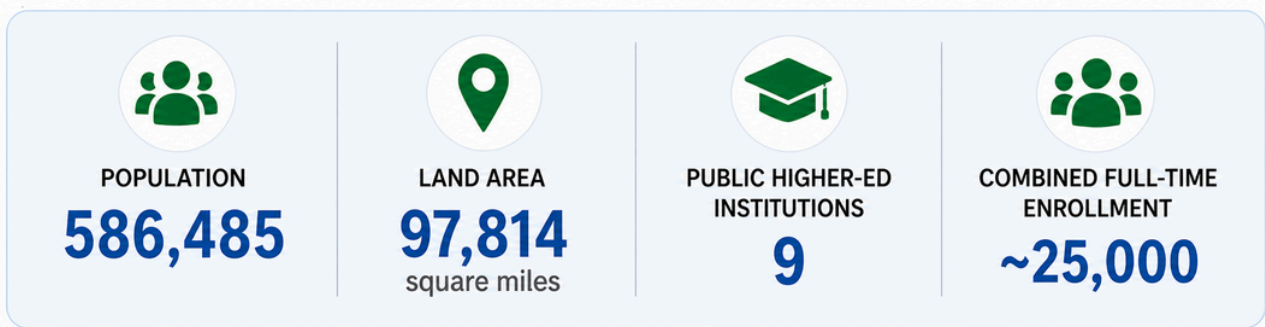 POPULATION
586,485
LAND AREA
97,814
square miles
PUBLIC HIGHER-ED
INSTITUTIONS
9
COMBINED FULL-TIME
ENROLLMENT
~25,000